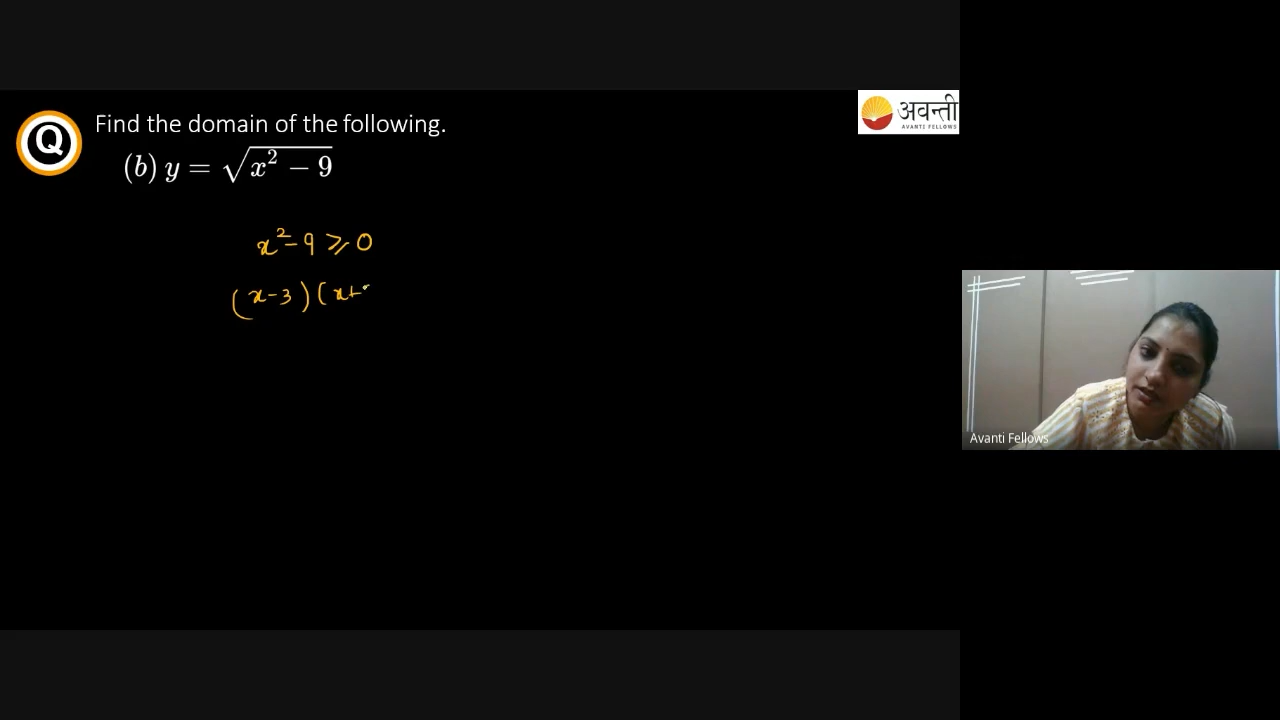 Q Find the domain of the following.
अवन्ती
AVANTI FELLOWS
(b) y = √(x² − 9)
x² − 9 ≥ 0
(x − 3) (x +
Avanti Fellows